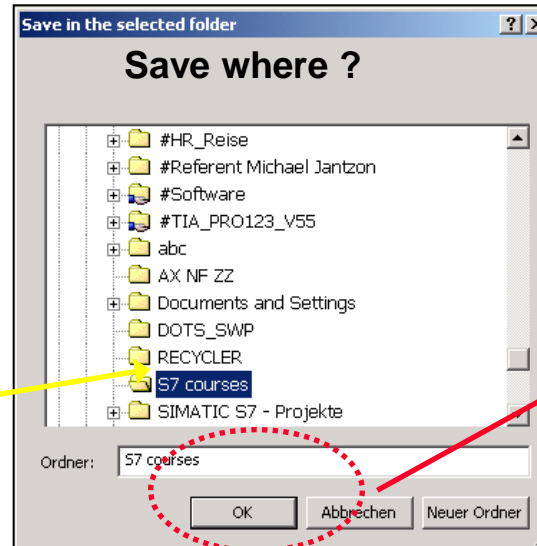 Save in the selected folder
Save where ?
#HR_Reise
#Referent Michael Jantzon
#Software
#TIA_PRO123_V55
abc
AX NF ZZ
Documents and Settings
DOTS_SWP
RECYCLER
S7 courses
SIMATIC S7 - Projekte
Ordner: S7 courses
OK Abbrechen Neuer Ordner